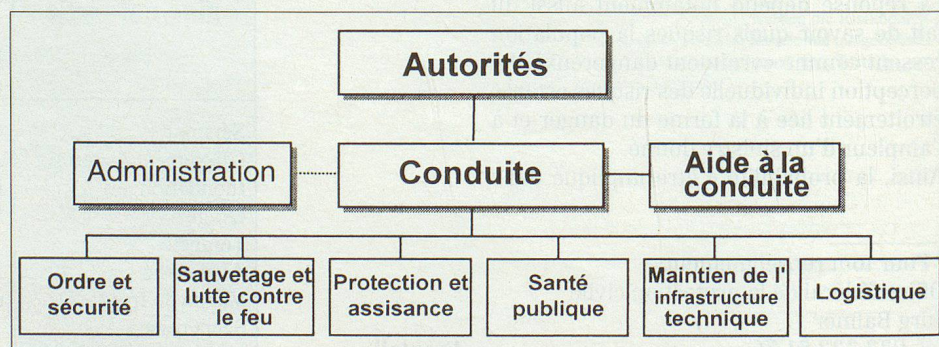 Autorités
Administration
Conduite
Aide à la
conduite
Ordre et
sécurité
Sauvetage et
lutte contre
le feu
Protection et
assisance
Santé
publique
Maintien de l'
infrastructure
technique
Logistique